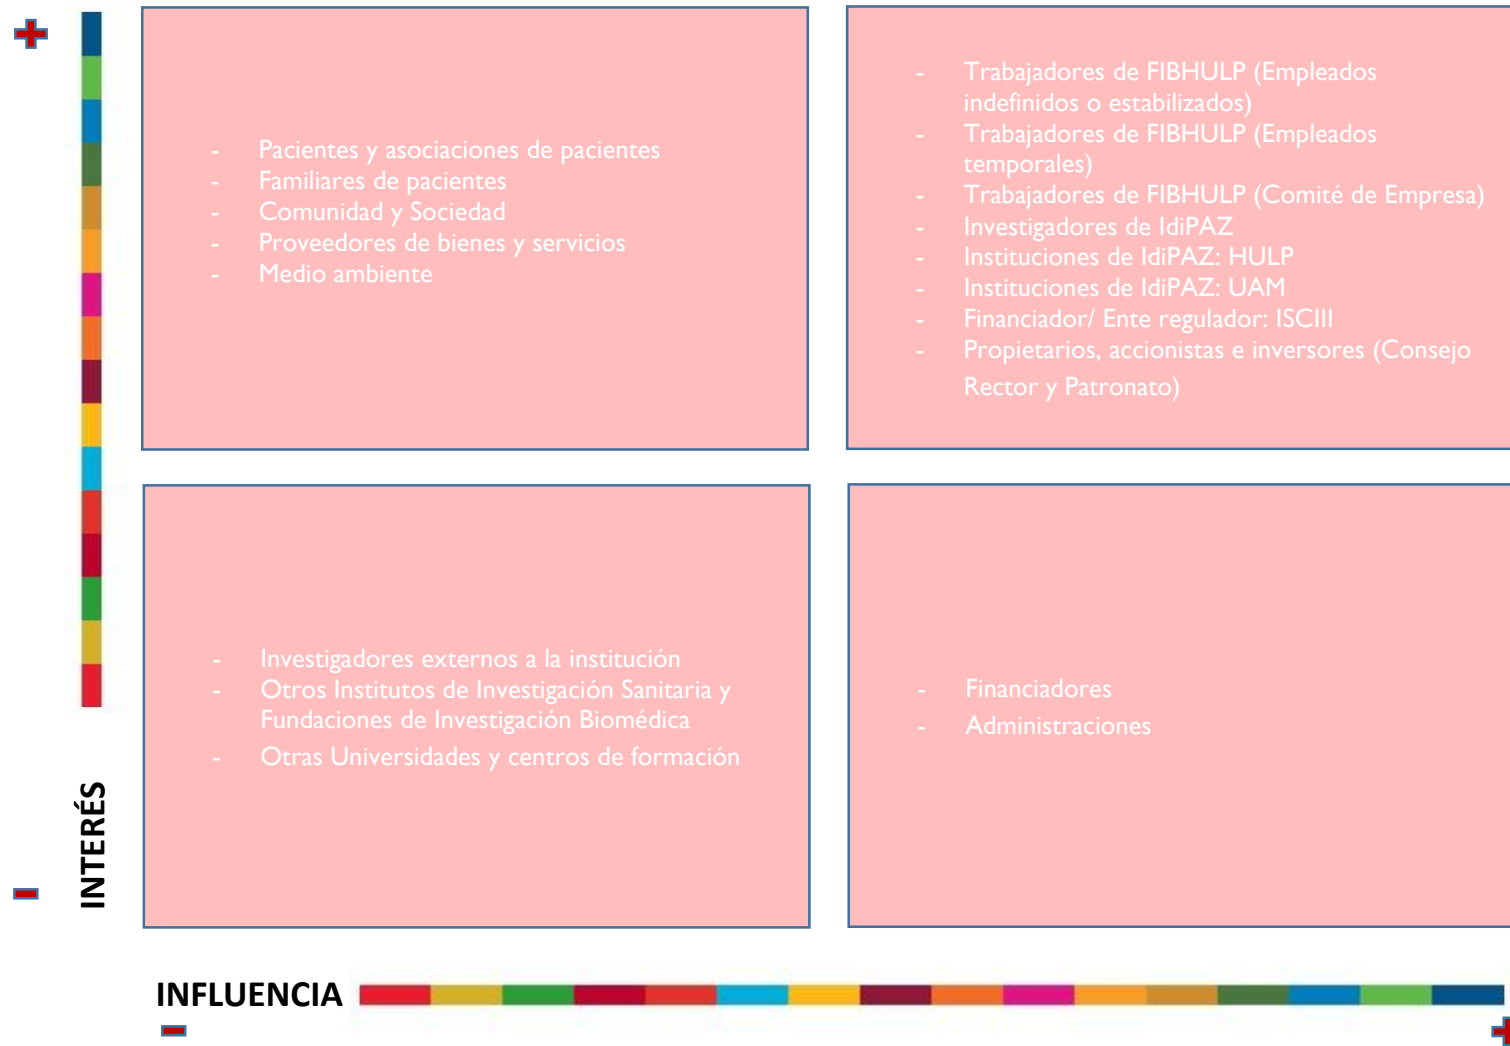 - Pacientes y asociaciones de pacientes
- Familiares de pacientes
- Comunidad y Sociedad
- Proveedores de bienes y servicios
- Medio ambiente
- Trabajadores de FIBHULP (Empleados
indefinidos o estabilizados)
- Trabajadores de FIBHULP (Empleados
temporales)
- Trabajadores de FIBHULP (Comité de Empresa)
- Investigadores de IdiPAZ
- Instituciones de IdiPAZ: HULP
- Instituciones de IdiPAZ: UAM
- Financiador/ Ente regulador: ISCIII
- Propietarios, accionistas e inversores (Consejo
Rector y Patronato)
- Investigadores externos a la institución
- Otros Institutos de Investigación Sanitaria y
Fundaciones de Investigación Biomédica
- Otras Universidades y centros de formación
- Financiadores
- Administraciones
INTERÉS
INFLUENCIA